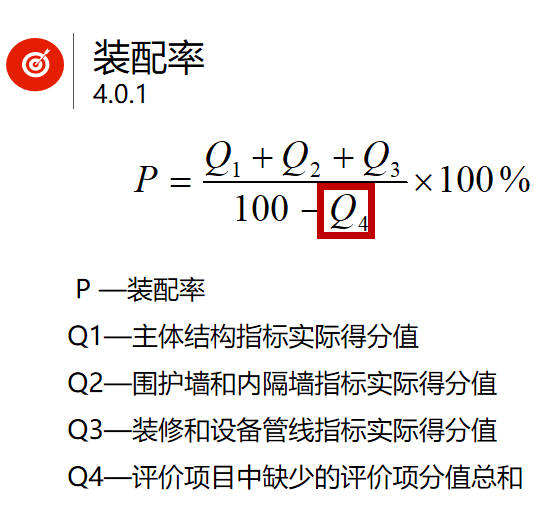 装配率
4.0.1
P = (Q1 + Q2 + Q3) / (100 − Q4) × 100%
P —装配率
Q1—主体结构指标实际得分值
Q2—围护墙和内隔墙指标实际得分值
Q3—装修和设备管线指标实际得分值
Q4—评价项目中缺少的评价项分值总和